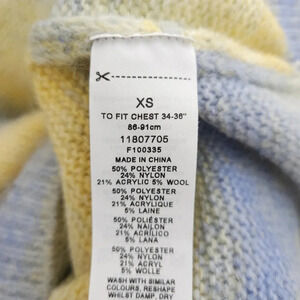 XS
TO FIT CHEST 34-36"
86-91cm
11807705
F100335
MADE IN CHINA
50% POLYESTER
24% NYLON
21% ACRYLIC 5% WOOL
50% POLYESTER
24% NYLON
21% ACRYLIQUE
5% LAINE
50% POLIÉSTER
24% NAILON
21% ACRÍLICO
5% LANA
50% POLYESTER
24% NYLON
21% ACRYL
5% WOLLE
WASH WITH SIMILAR
COLOURS, RESHAPE
WHILST DAMP, DRY